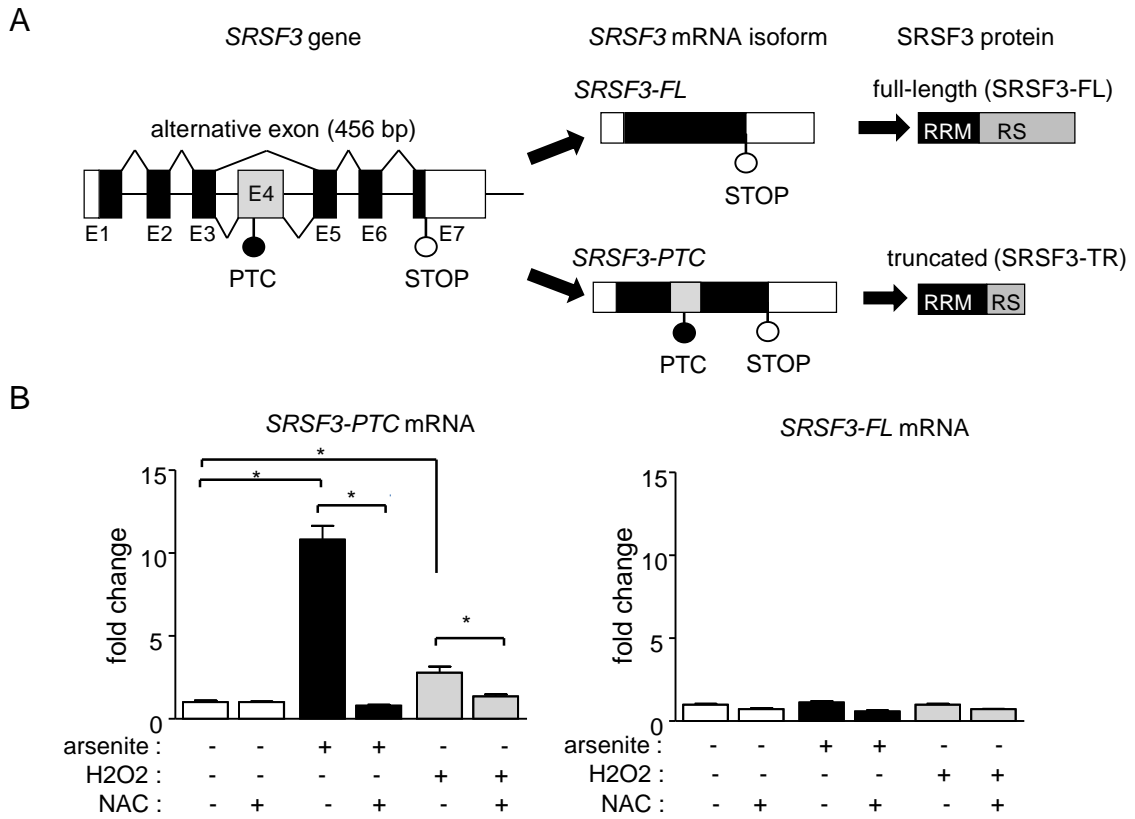 A
SRSF3 gene
SRSF3 mRNA isoform
SRSF3 protein
alternative exon (456 bp)
E1
E2
E3
E4
E5
E6
E7
PTC
STOP
SRSF3-FL
STOP
full-length (SRSF3-FL)
RRM
RS
SRSF3-PTC
PTC
STOP
truncated (SRSF3-TR)
RRM
RS
B
SRSF3-PTC mRNA
fold change
15
10
5
0
*
*
*
*
arsenite : - - + + - -
H2O2 : - - - - + +
NAC : - + - + - +
SRSF3-FL mRNA
fold change
15
10
5
0
arsenite : - - + + - -
H2O2 : - - - - + +
NAC : - + - + - +